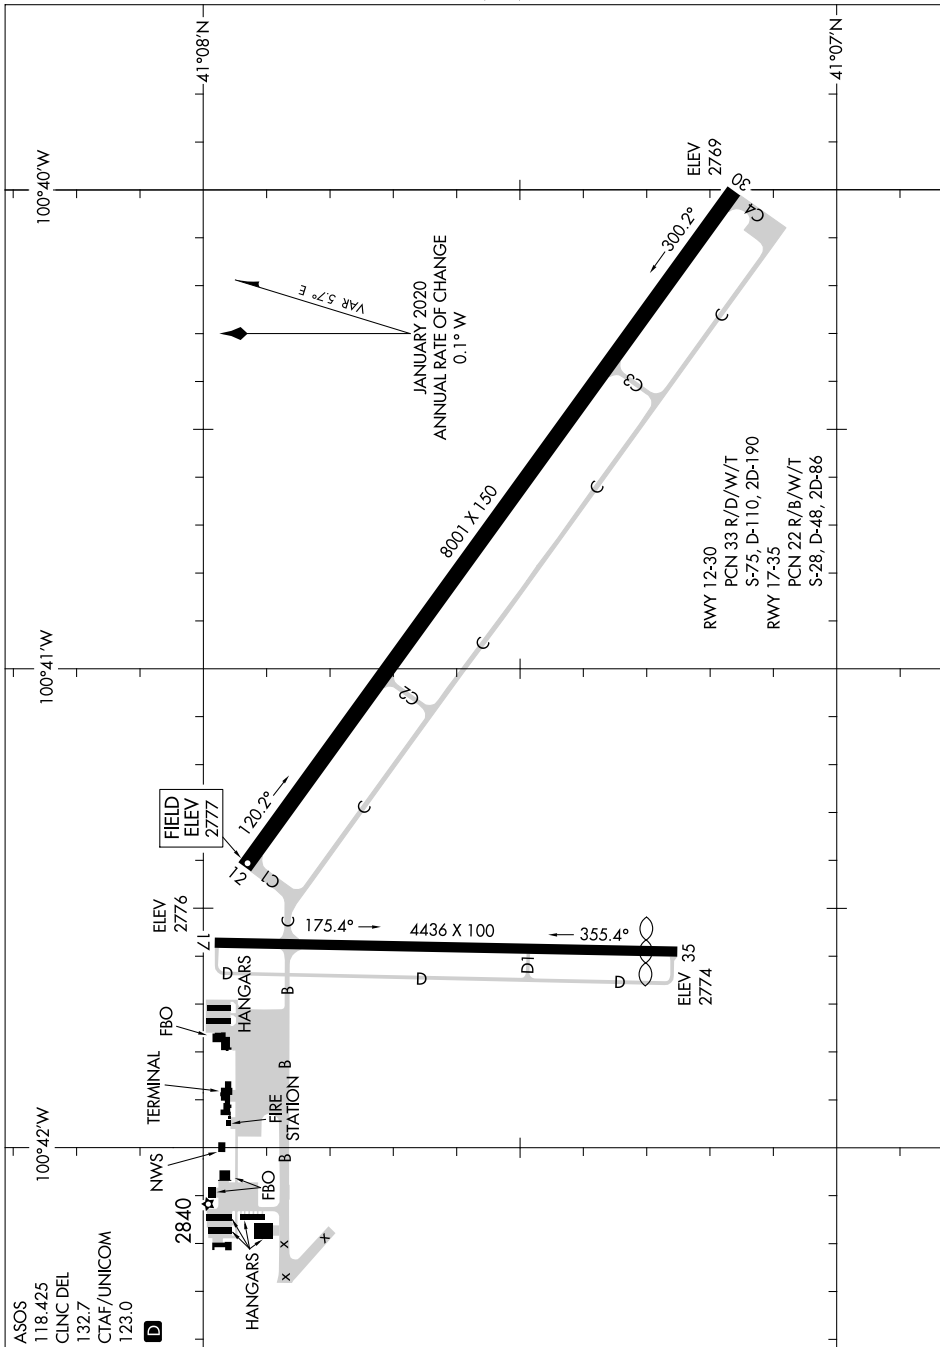 ASOS
118.425
CLNC DEL
132.7
CTAF/UNICOM
123.0
D
41°08'N
41°07'N
100°40'W
100°41'W
100°42'W
VAR 5.7° E
JANUARY 2020
ANNUAL RATE OF CHANGE
0.1° W
ELEV
2769
30
300.2°
C4
C
C3
C
8001 X 150
C
C2
C
120.2°
FIELD
ELEV
2777
12
C1
C
ELEV
2776
17
175.4°
4436 X 100
355.4°
35
ELEV
2774
D
D
D1
D
B
B
B
HANGARS
FBO
TERMINAL
FIRE
STATION
NWS
FBO
2840
HANGARS
X
X
X
RWY 12-30
PCN 33 R/D/W/T
S-75, D-110, 2D-190
RWY 17-35
PCN 22 R/B/W/T
S-28, D-48, 2D-86